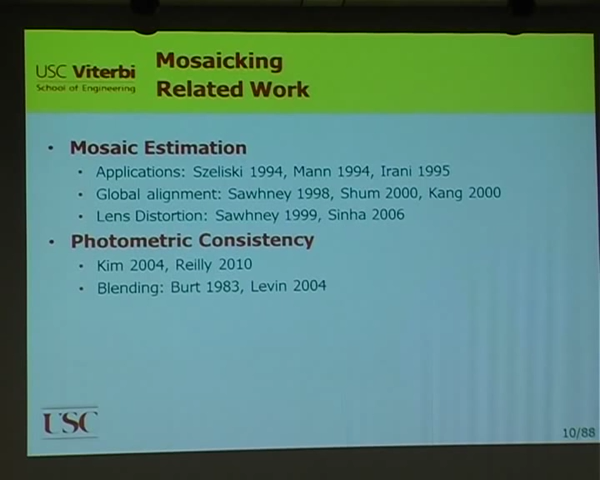 USC Viterbi
School of Engineering
Mosaicking
Related Work
• Mosaic Estimation
• Applications: Szeliski 1994, Mann 1994, Irani 1995
• Global alignment: Sawhney 1998, Shum 2000, Kang 2000
• Lens Distortion: Sawhney 1999, Sinha 2006
• Photometric Consistency
• Kim 2004, Reilly 2010
• Blending: Burt 1983, Levin 2004
USC
10/88